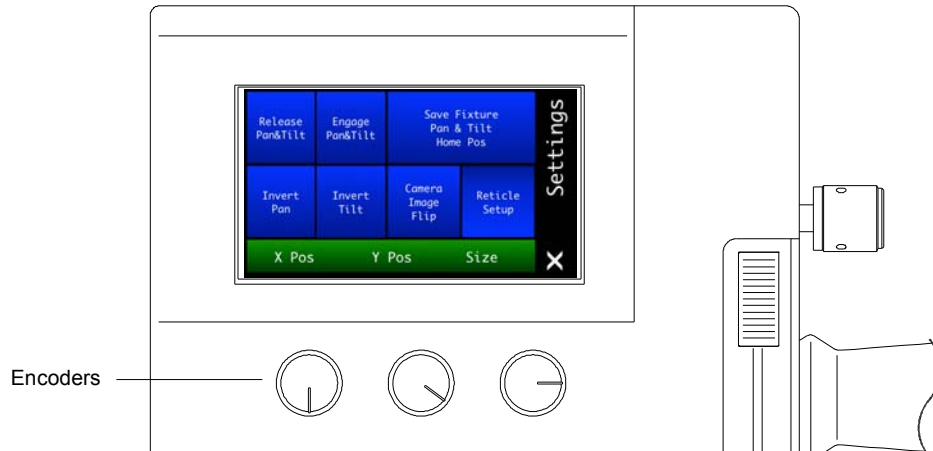 Release
Pan&Tilt
Engage
Pan&Tilt
Save Fixture
Pan & Tilt
Home Pos
Settings
Invert
Pan
Invert
Tilt
Camera
Image
Flip
Reticle
Setup
X Pos
Y Pos
Size
X
Encoders